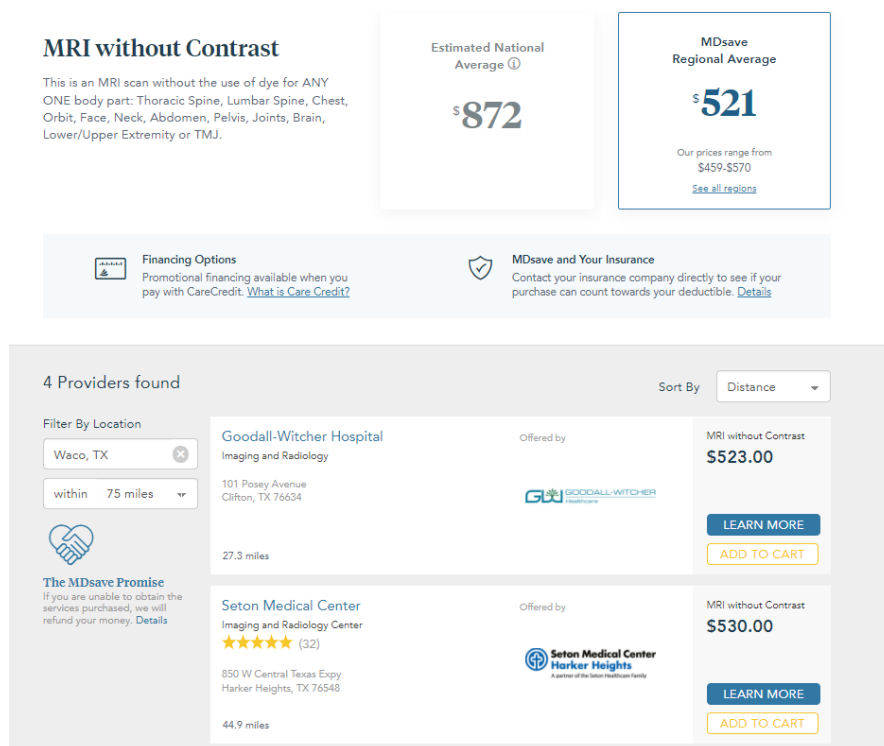 MRI without Contrast
This is an MRI scan without the use of dye for ANY
ONE body part: Thoracic Spine, Lumbar Spine, Chest,
Orbit, Face, Neck, Abdomen, Pelvis, Joints, Brain,
Lower/Upper Extremity or TMJ.
Estimated National
Average ⓘ
$872
MDsave
Regional Average
$521
Our prices range from
$459-$570
See all regions
Financing Options
Promotional financing available when you
pay with CareCredit. What is Care Credit?
MDsave and Your Insurance
Contact your insurance company directly to see if your
purchase can count towards your deductible. Details
4 Providers found
Sort By
Distance
Filter By Location
Waco, TX
within 75 miles
The MDsave Promise
If you are unable to obtain the
services purchased, we will
refund your money. Details
Goodall-Witcher Hospital
Imaging and Radiology
101 Posey Avenue
Clifton, TX 76634
27.3 miles
Offered by
GW GOODALL-WITCHER
Healthcare
MRI without Contrast
$523.00
LEARN MORE
ADD TO CART
Seton Medical Center
Imaging and Radiology Center
(32)
850 W Central Texas Expy
Harker Heights, TX 76548
44.9 miles
Offered by
Seton Medical Center
Harker Heights
A partner of the Seton Healthcare Family
MRI without Contrast
$530.00
LEARN MORE
ADD TO CART